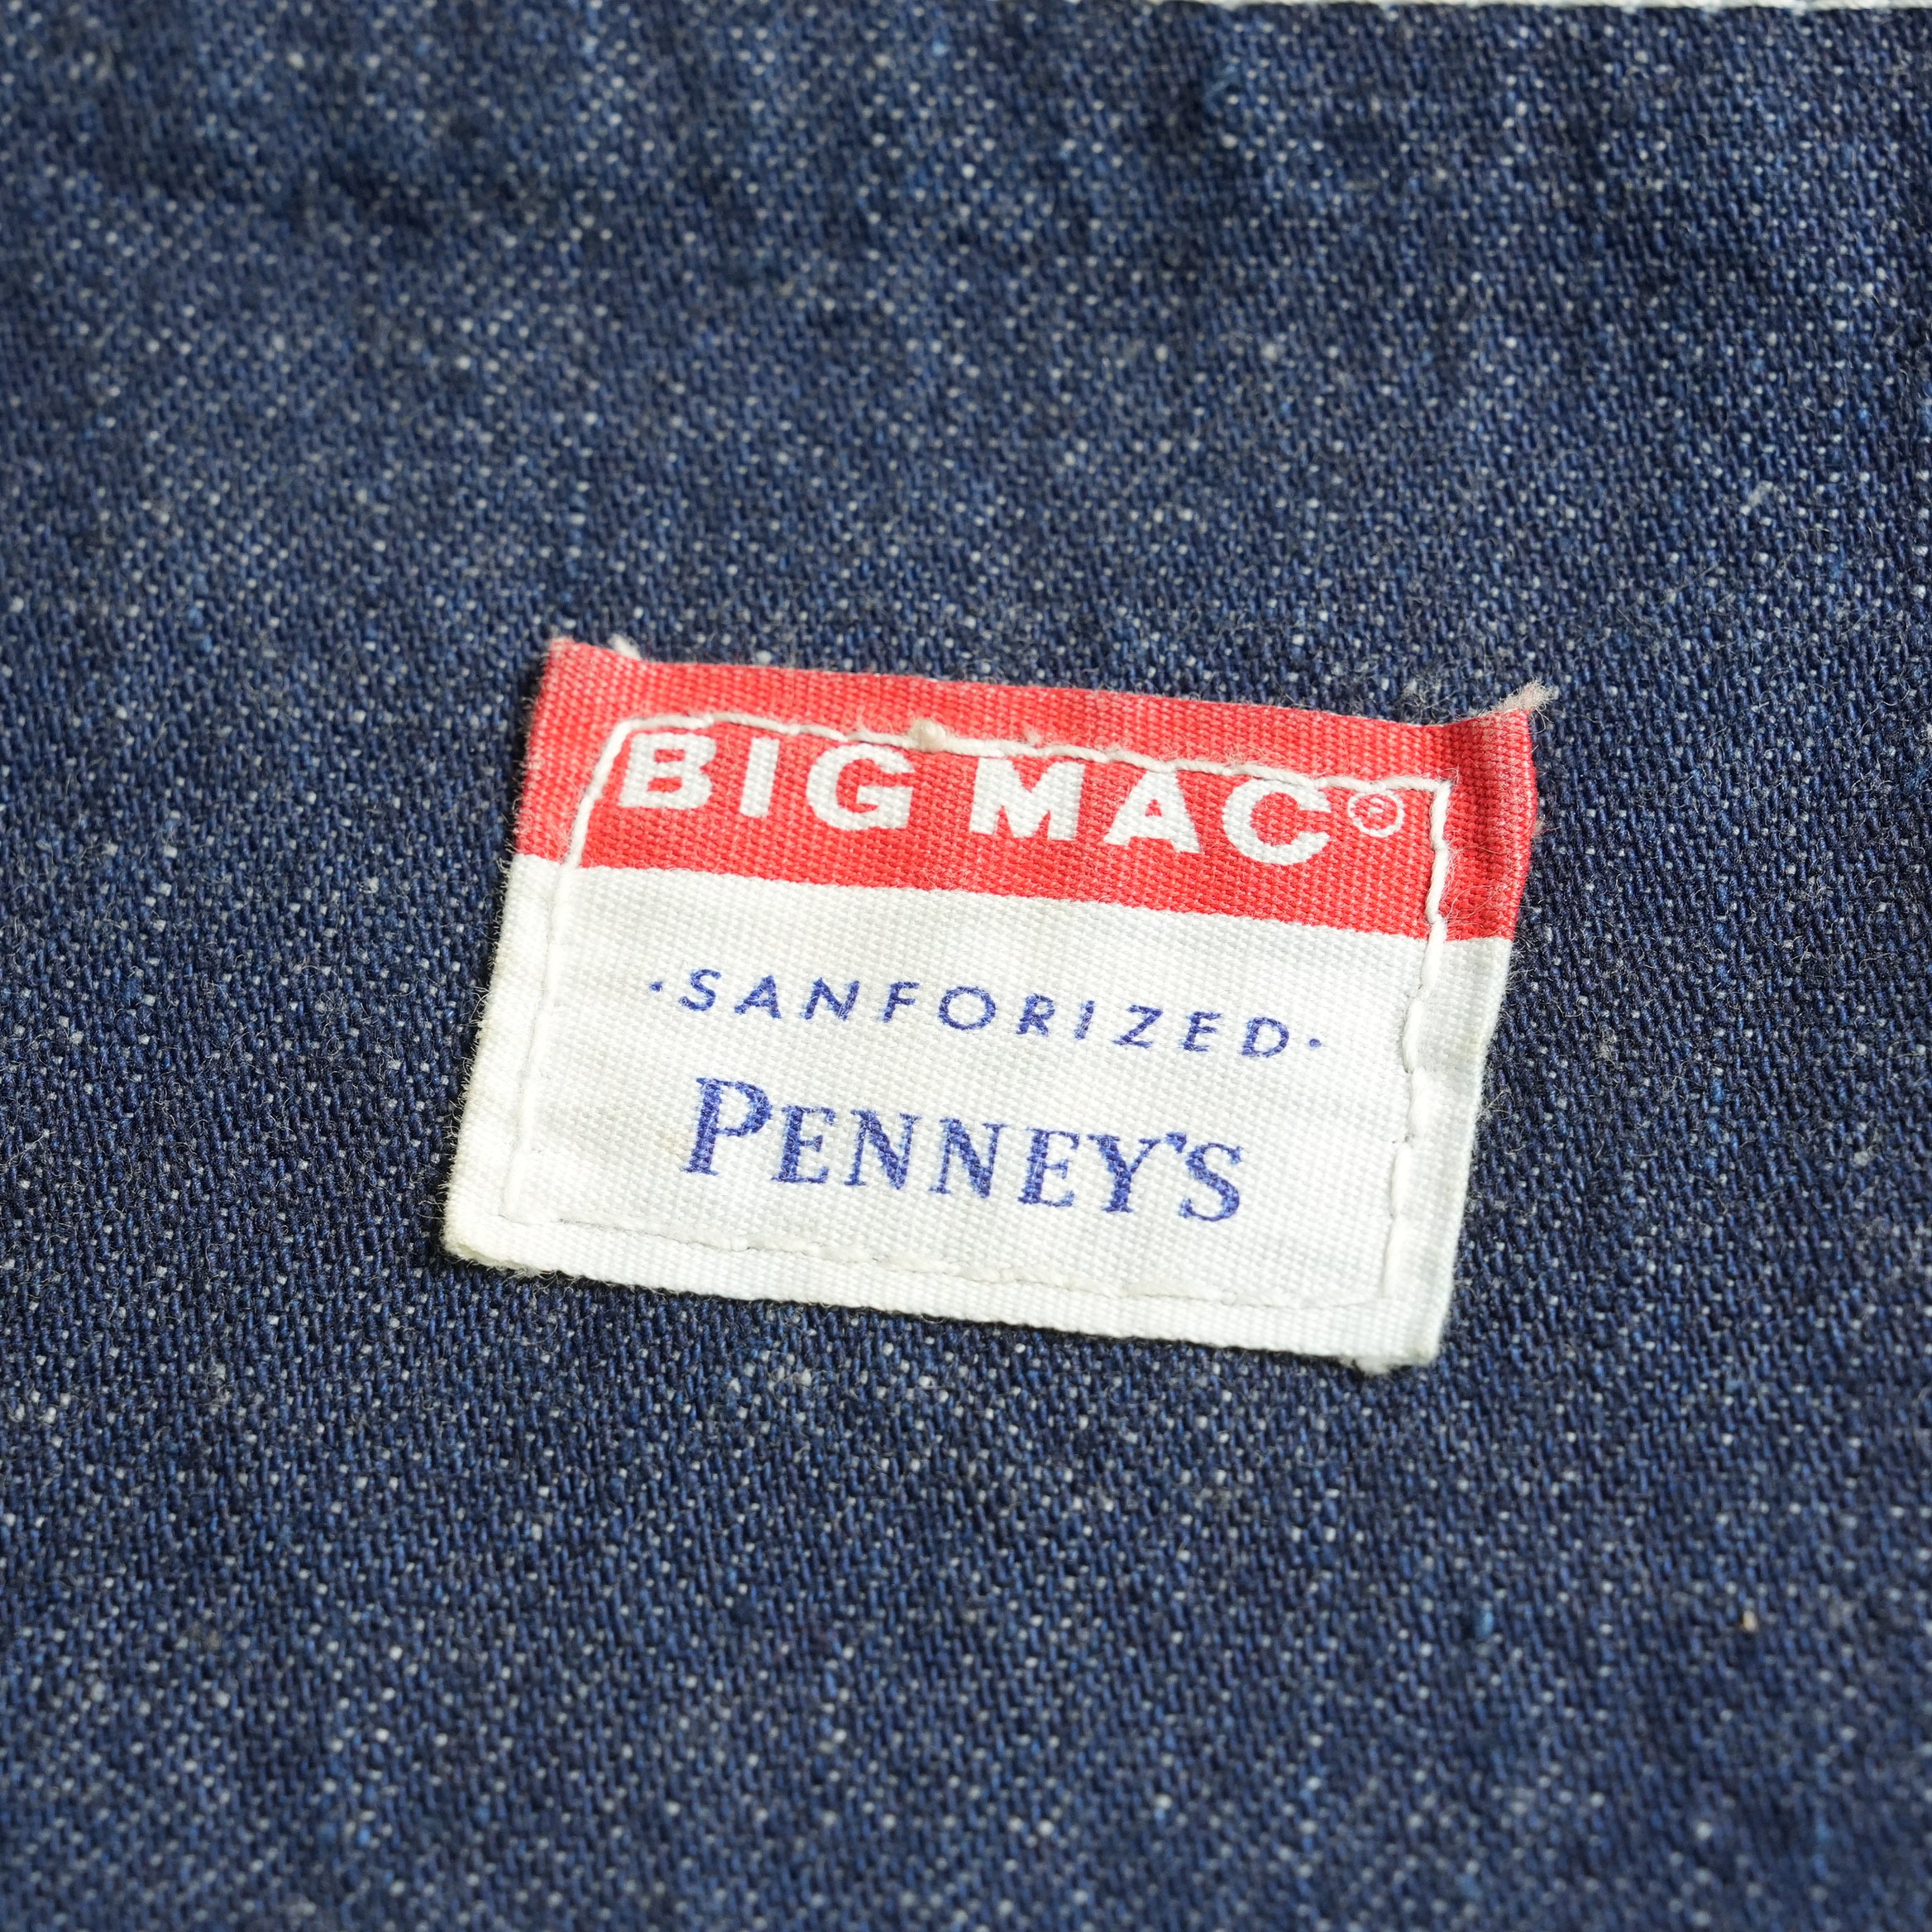 BIG MAC®
·SANFORIZED·
PENNEY'S